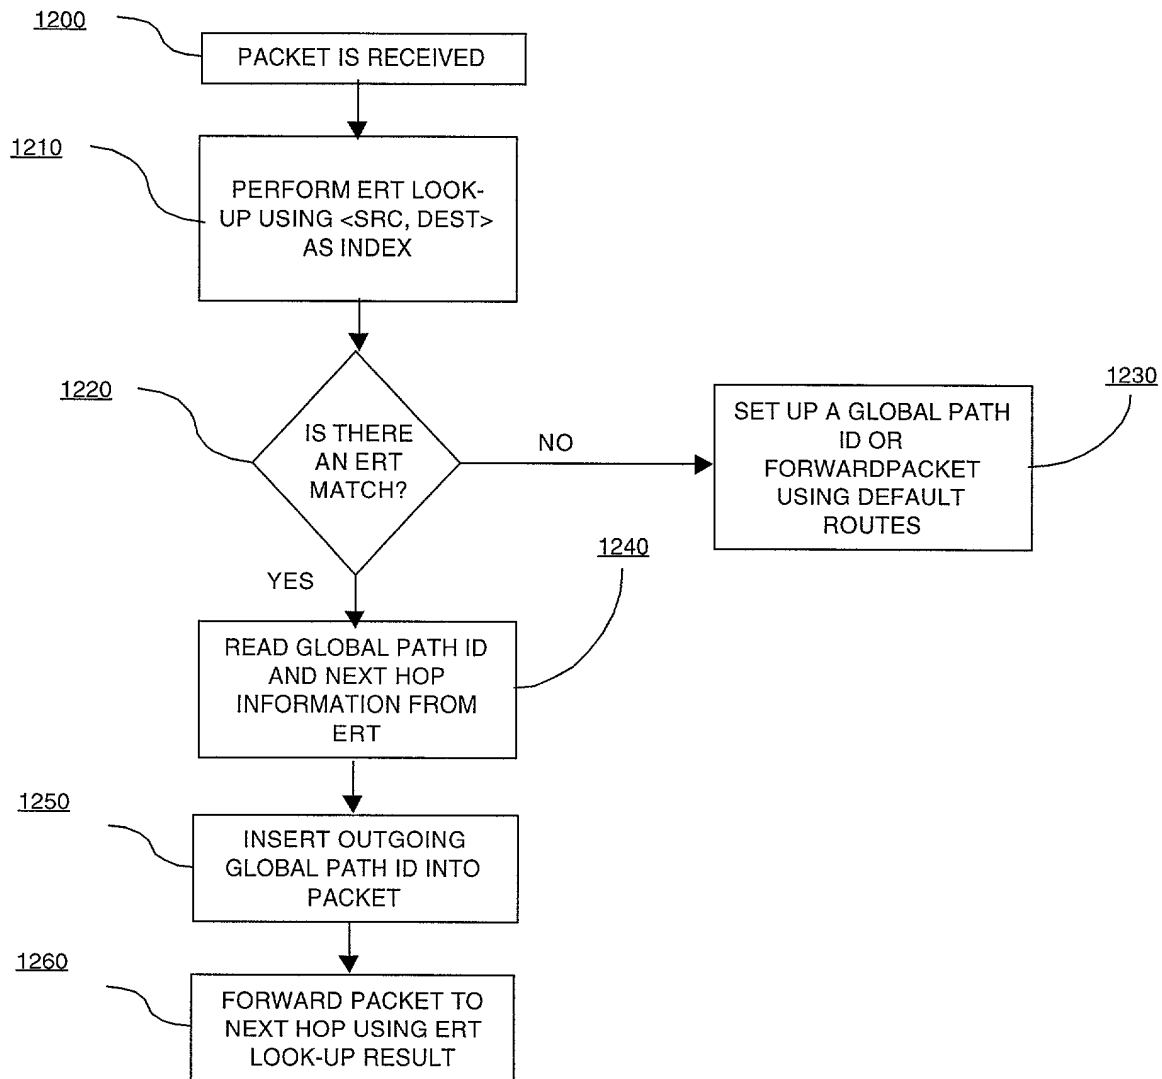 1200
PACKET IS RECEIVED
1210
PERFORM ERT LOOK-
UP USING <SRC, DEST>
AS INDEX
1220
IS THERE
AN ERT
MATCH?
NO
1230
SET UP A GLOBAL PATH
ID OR
FORWARDPACKET
USING DEFAULT
ROUTES
YES
1240
READ GLOBAL PATH ID
AND NEXT HOP
INFORMATION FROM
ERT
1250
INSERT OUTGOING
GLOBAL PATH ID INTO
PACKET
1260
FORWARD PACKET TO
NEXT HOP USING ERT
LOOK-UP RESULT